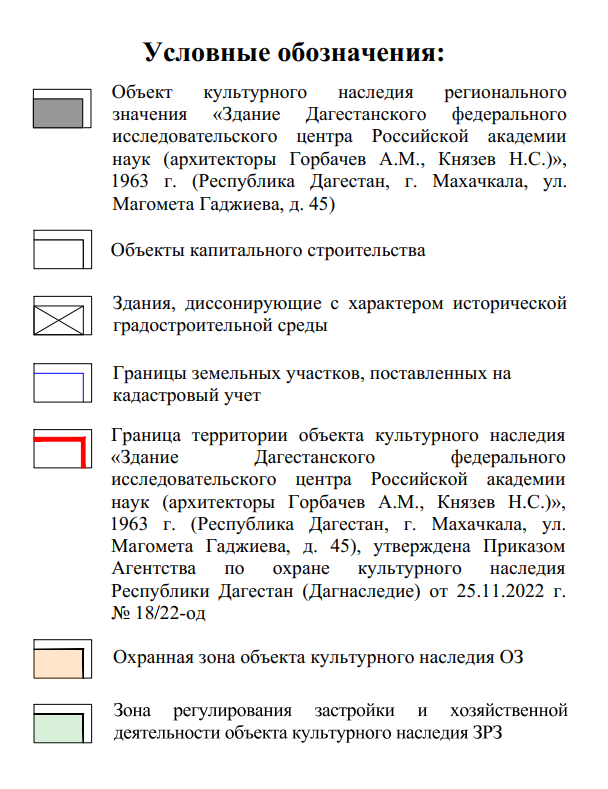 Условные обозначения:
Объект культурного наследия регионального
значения «Здание Дагестанского федерального
исследовательского центра Российской академии
наук (архитекторы Горбачев А.М., Князев Н.С.)»,
1963 г. (Республика Дагестан, г. Махачкала, ул.
Магомета Гаджиева, д. 45)
Объекты капитального строительства
Здания, диссонирующие с характером исторической
градостроительной среды
Границы земельных участков, поставленных на
кадастровый учет
Граница территории объекта культурного наследия
«Здание Дагестанского федерального
исследовательского центра Российской академии
наук (архитекторы Горбачев А.М., Князев Н.С.)»,
1963 г. (Республика Дагестан, г. Махачкала, ул.
Магомета Гаджиева, д. 45), утверждена Приказом
Агентства по охране культурного наследия
Республики Дагестан (Дагнаследие) от 25.11.2022 г.
№ 18/22-од
Охранная зона объекта культурного наследия ОЗ
Зона регулирования застройки и хозяйственной
деятельности объекта культурного наследия ЗРЗ